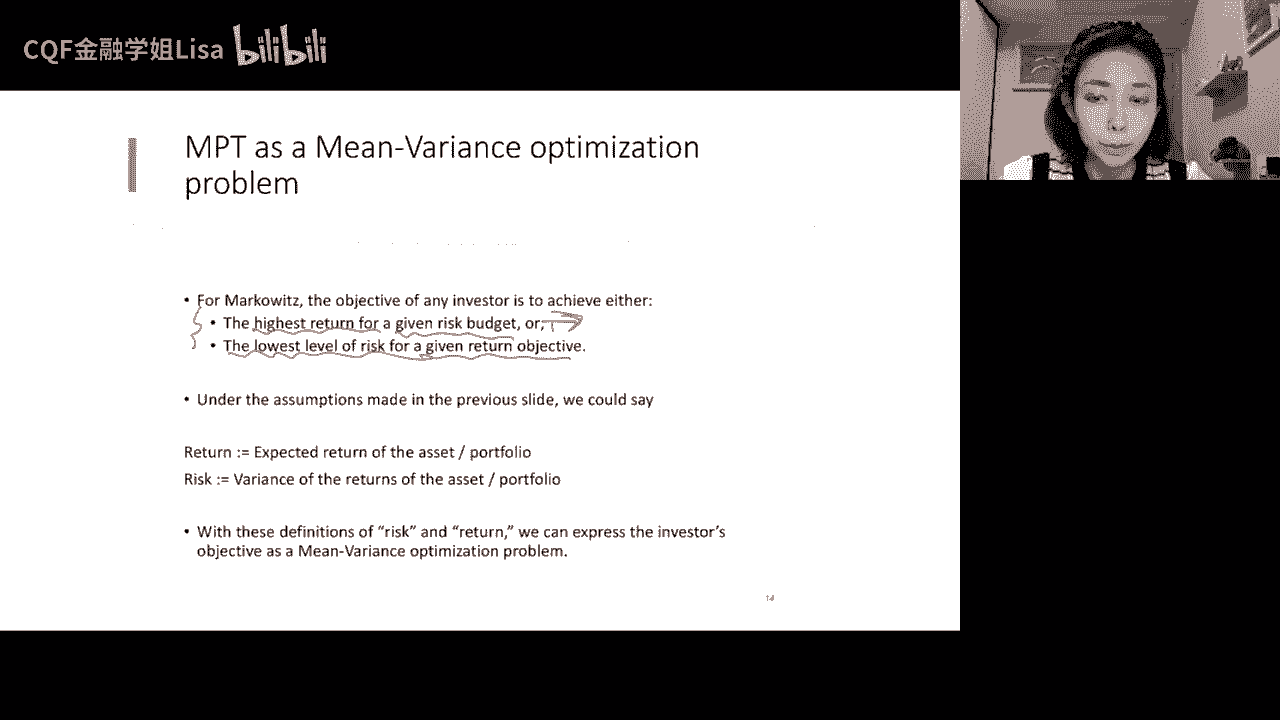 CQF金融学姐Lisa bilibili
MPT as a Mean-Variance optimization
problem
• For Markowitz, the objective of any investor is to achieve either:
• The highest return for a given risk budget, or;
• The lowest level of risk for a given return objective.
• Under the assumptions made in the previous slide, we could say
Return := Expected return of the asset / portfolio
Risk := Variance of the returns of the asset / portfolio
• With these definitions of “risk” and “return,” we can express the investor’s
objective as a Mean-Variance optimization problem.
14